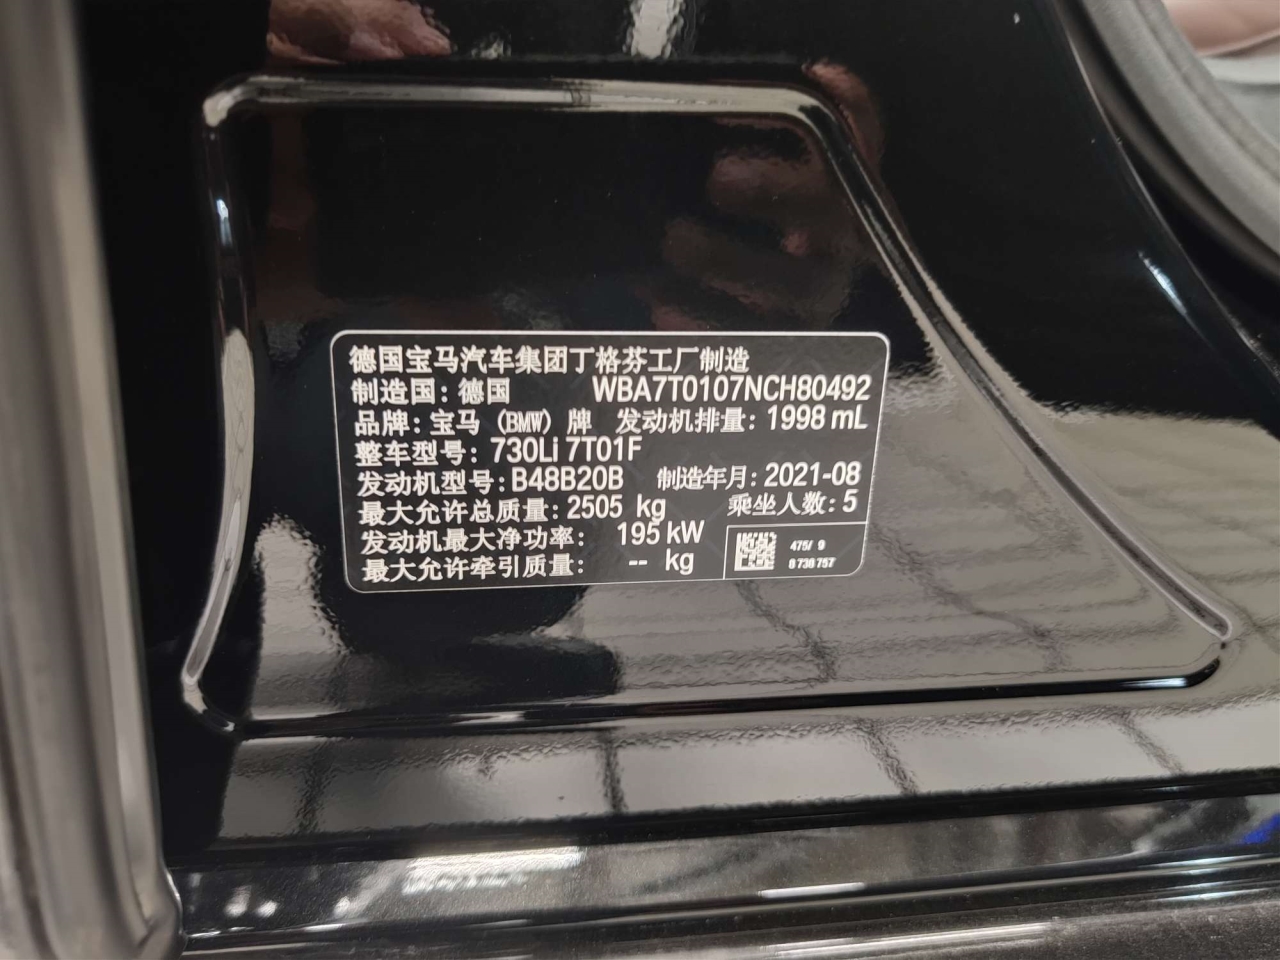 德国宝马汽车集团丁格芬工厂制造
制造国：德国 WBA7T0107NCH80492
品牌：宝马（BMW）牌 发动机排量：1998 mL
整车型号：730Li 7T01F
发动机型号：B48B20B 制造年月：2021-08
最大允许总质量：2505 kg 乘坐人数：5
发动机最大净功率： 195 kW
最大允许牵引质量： -- kg
475/ 9
8 738 757